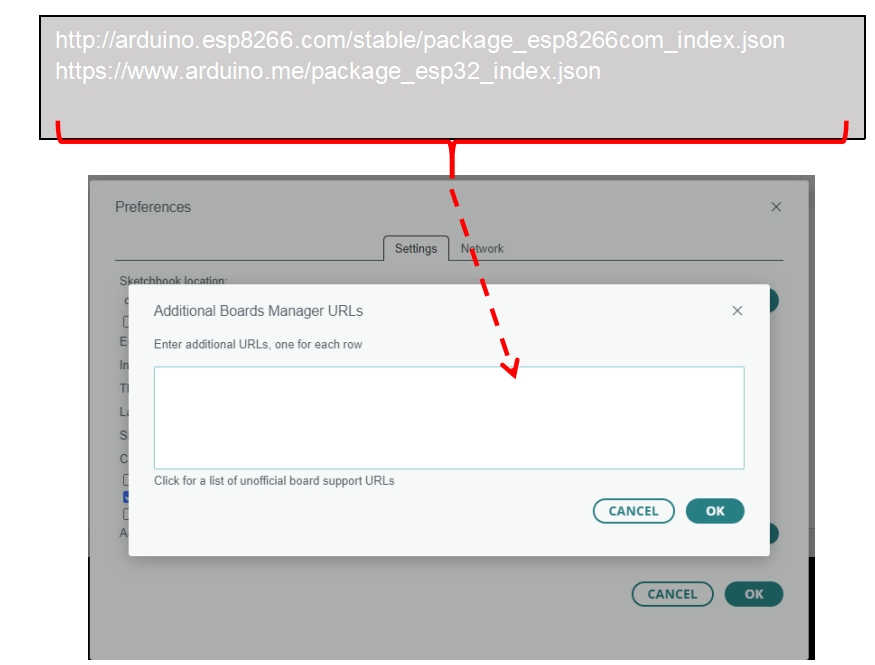 http://arduino.esp8266.com/stable/package_esp8266com_index.json
https://www.arduino.me/package_esp32_index.json
Preferences
Settings Network
Sketchbook location:
Additional Boards Manager URLs
Enter additional URLs, one for each row
Click for a list of unofficial board support URLs
CANCEL OK
CANCEL OK